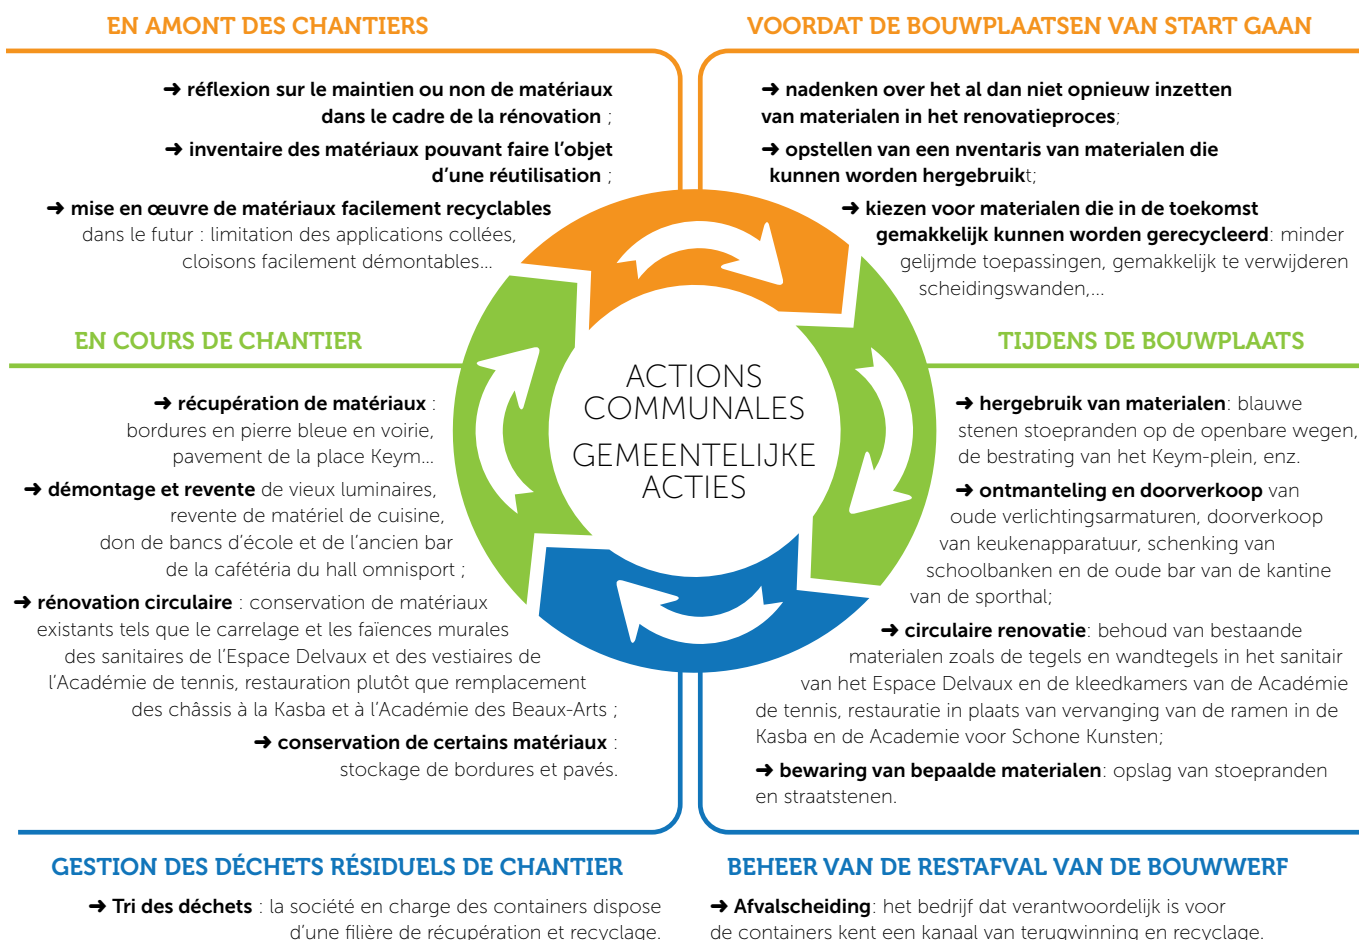 EN AMONT DES CHANTIERS
➜ réflexion sur le maintien ou non de matériaux
dans le cadre de la rénovation ;
➜ inventaire des matériaux pouvant faire l'objet
d'une réutilisation ;
➜ mise en œuvre de matériaux facilement recyclables
dans le futur : limitation des applications collées,
cloisons facilement démontables...
VOORDAT DE BOUWPLAATSEN VAN START GAAN
➜ nadenken over het al dan niet opnieuw inzetten
van materialen in het renovatieproces;
➜ opstellen van een nventaris van materialen die
kunnen worden hergebruikt;
➜ kiezen voor materialen die in de toekomst
gemakkelijk kunnen worden gerecycleerd: minder
gelijmde toepassingen, gemakkelijk te verwijderen
scheidingswanden,...
ACTIONS
COMMUNALES
GEMEENTELIJKE
ACTIES
EN COURS DE CHANTIER
➜ récupération de matériaux :
bordures en pierre bleue en voirie,
pavement de la place Keym...
➜ démontage et revente de vieux luminaires,
revente de matériel de cuisine,
don de bancs d'école et de l'ancien bar
de la cafétéria du hall omnisport ;
➜ rénovation circulaire : conservation de matériaux
existants tels que le carrelage et les faïences murales
des sanitaires de l'Espace Delvaux et des vestiaires de
l'Académie de tennis, restauration plutôt que remplacement
des châssis à la Kasba et à l'Académie des Beaux-Arts ;
➜ conservation de certains matériaux :
stockage de bordures et pavés.
TIJDENS DE BOUWPLAATS
➜ hergebruik van materialen: blauwe
stenen stoepranden op de openbare wegen,
de bestrating van het Keym-plein, enz.
➜ ontmanteling en doorverkoop van
oude verlichtingsarmaturen, doorverkoop
van keukenapparatuur, schenking van
schoolbanken en de oude bar van de kantine
van de sporthal;
➜ circulaire renovatie: behoud van bestaande
materialen zoals de tegels en wandtegels in het sanitair
van het Espace Delvaux en de kleedkamers van de Académie
de tennis, restauratie in plaats van vervanging van de ramen in de
Kasba en de Academie voor Schone Kunsten;
➜ bewaring van bepaalde materialen: opslag van stoepranden
en straatstenen.
GESTION DES DÉCHETS RÉSIDUELS DE CHANTIER
➜ Tri des déchets : la société en charge des containers dispose
d'une filière de récupération et recyclage.
BEHEER VAN DE RESTAFVAL VAN DE BOUWWERF
➜ Afvalscheiding: het bedrijf dat verantwoordelijk is voor
de containers kent een kanaal van terugwinning en recyclage.